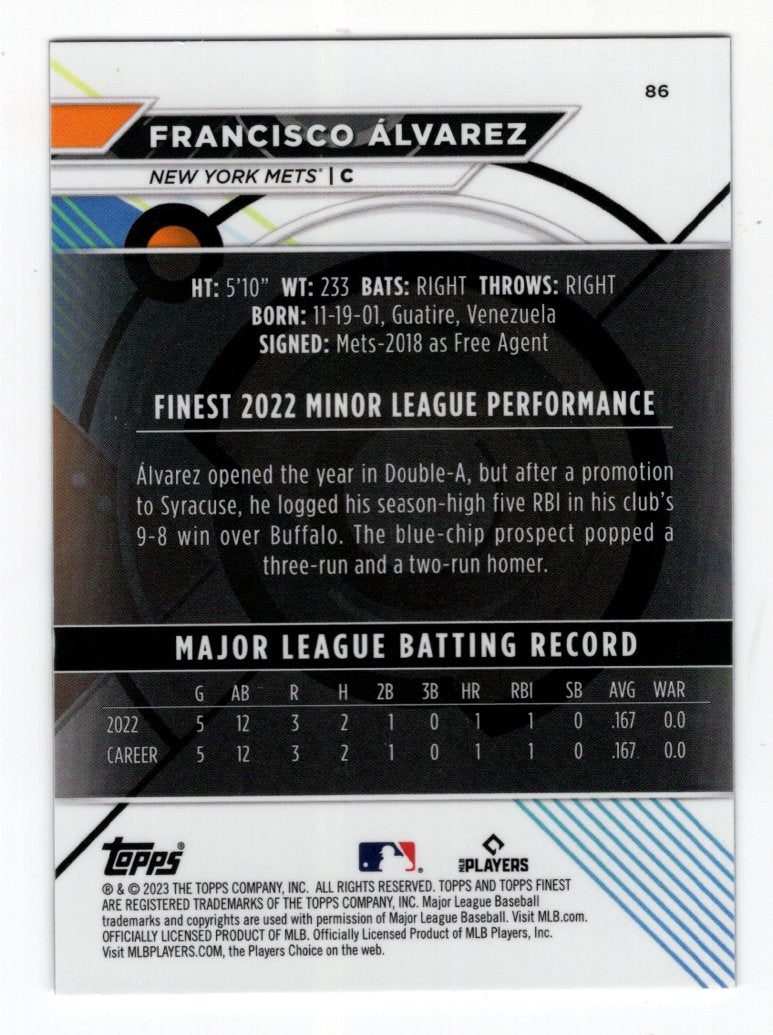 86
FRANCISCO ÁLVAREZ
NEW YORK METS® | C
HT: 5'10" WT: 233 BATS: RIGHT THROWS: RIGHT
BORN: 11-19-01, Guatire, Venezuela
SIGNED: Mets-2018 as Free Agent
FINEST 2022 MINOR LEAGUE PERFORMANCE
Álvarez opened the year in Double-A, but after a promotion
to Syracuse, he logged his season-high five RBI in his club's
9-8 win over Buffalo. The blue-chip prospect popped a
three-run and a two-run homer.
MAJOR LEAGUE BATTING RECORD
G AB R H 2B 3B HR RBI SB AVG WAR
2022 5 12 3 2 1 0 1 1 0 .167 0.0
CAREER 5 12 3 2 1 0 1 1 0 .167 0.0
topps®
MLB PLAYERS
® & © 2023 THE TOPPS COMPANY, INC. ALL RIGHTS RESERVED. TOPPS AND TOPPS FINEST
ARE REGISTERED TRADEMARKS OF THE TOPPS COMPANY, INC. Major League Baseball
trademarks and copyrights are used with permission of Major League Baseball. Visit MLB.com.
OFFICIALLY LICENSED PRODUCT OF MLB. Officially Licensed Product of MLB Players, Inc.
Visit MLBPLAYERS.COM, the Players Choice on the web.